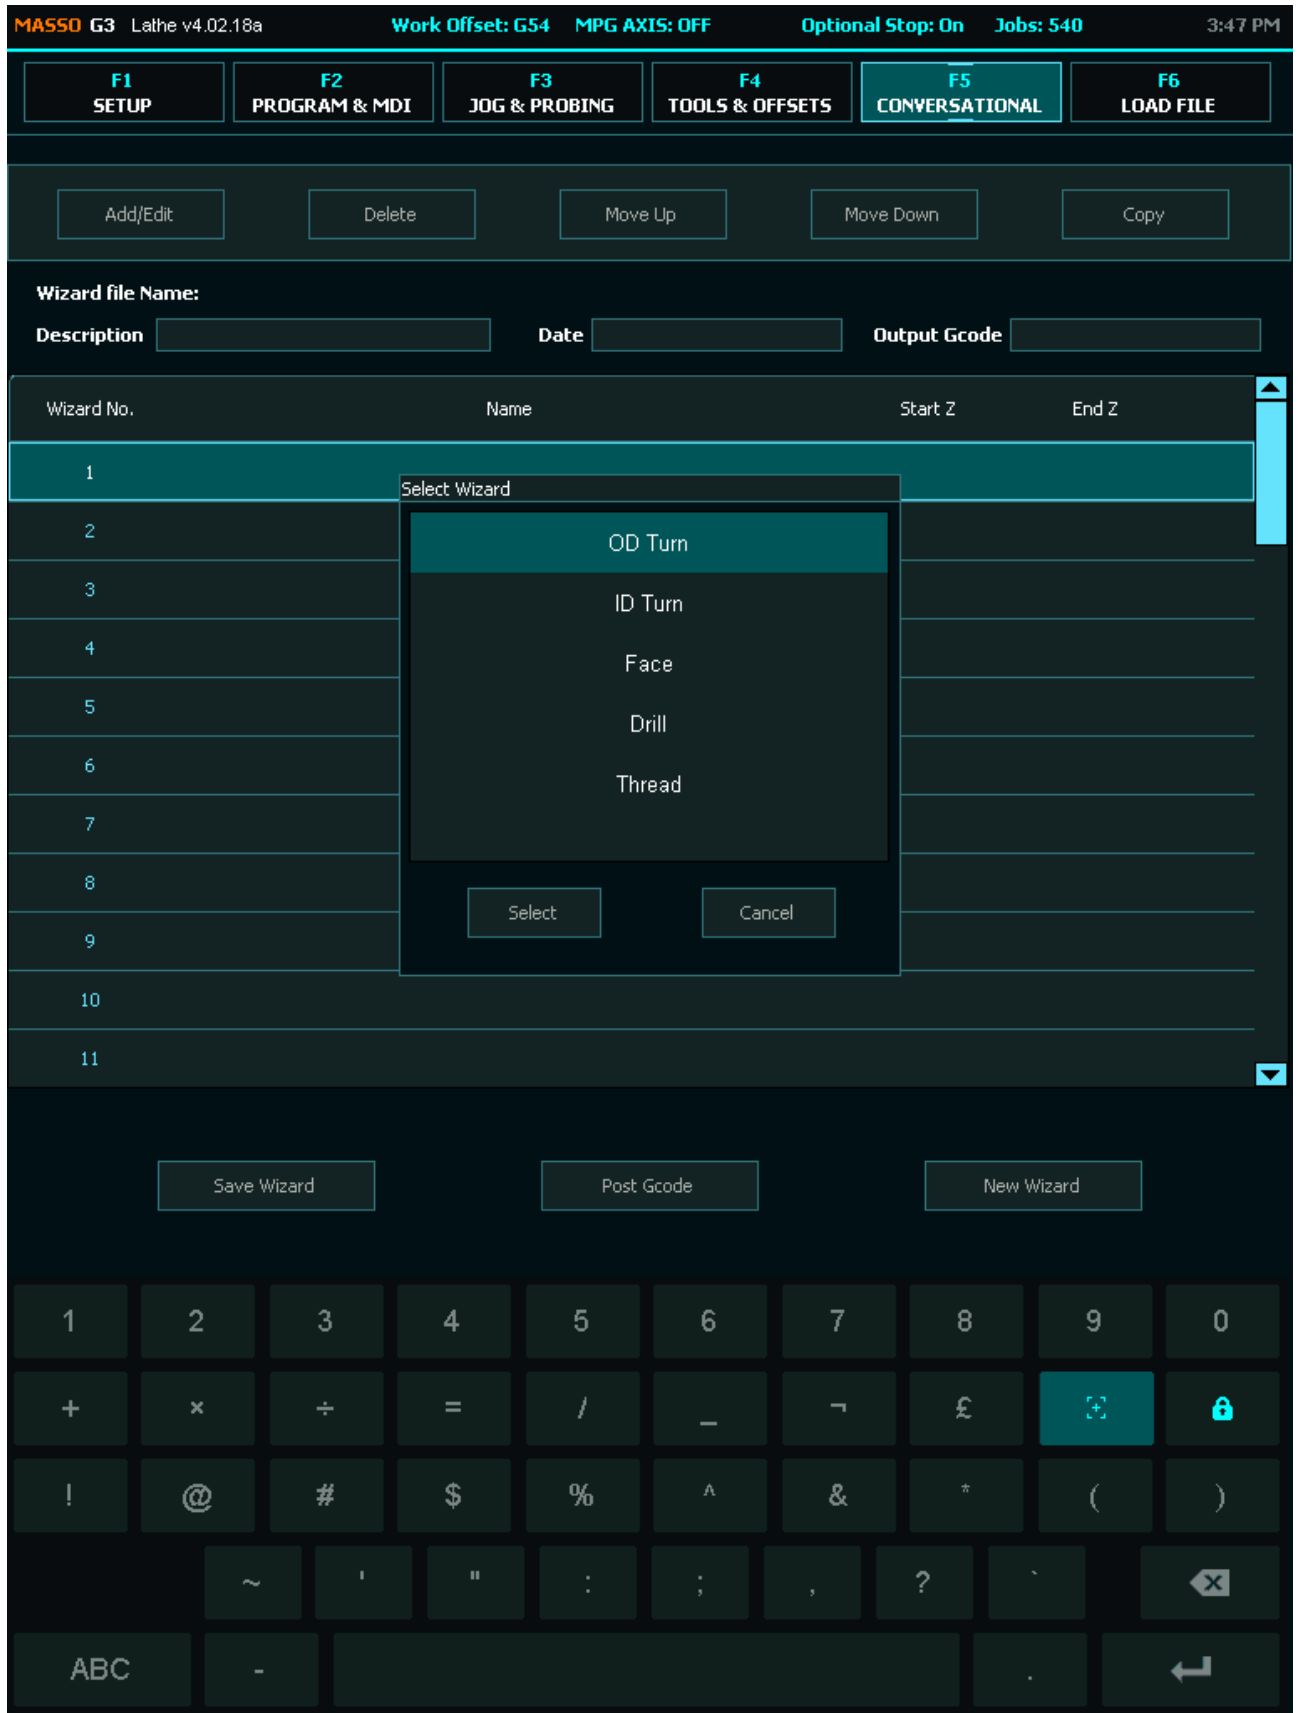 MASSO G3 Lathe v4.02.18a Work Offset: G54 MPG AXIS: OFF Optional Stop: On Jobs: 540 3:47 PM
F1 F2 F3 F4 F5 F6
SETUP PROGRAM & MDI JOG & PROBING TOOLS & OFFSETS CONVERSATIONAL LOAD FILE
Add/Edit Delete Move Up Move Down Copy
Wizard file Name:
Description Date Output Gcode
Wizard No. Name Start Z End Z
1
Select Wizard
2
OD Turn
3
ID Turn
4
Face
5
Drill
6
Thread
7
8
Select Cancel
9
10
11
Save Wizard Post Gcode New Wizard
1 2 3 4 5 6 7 8 9 0
+ × ÷ = / _ ¬ £
! @ # $ % ^ & * ( )
~ ' " : ; , ? `
ABC - .